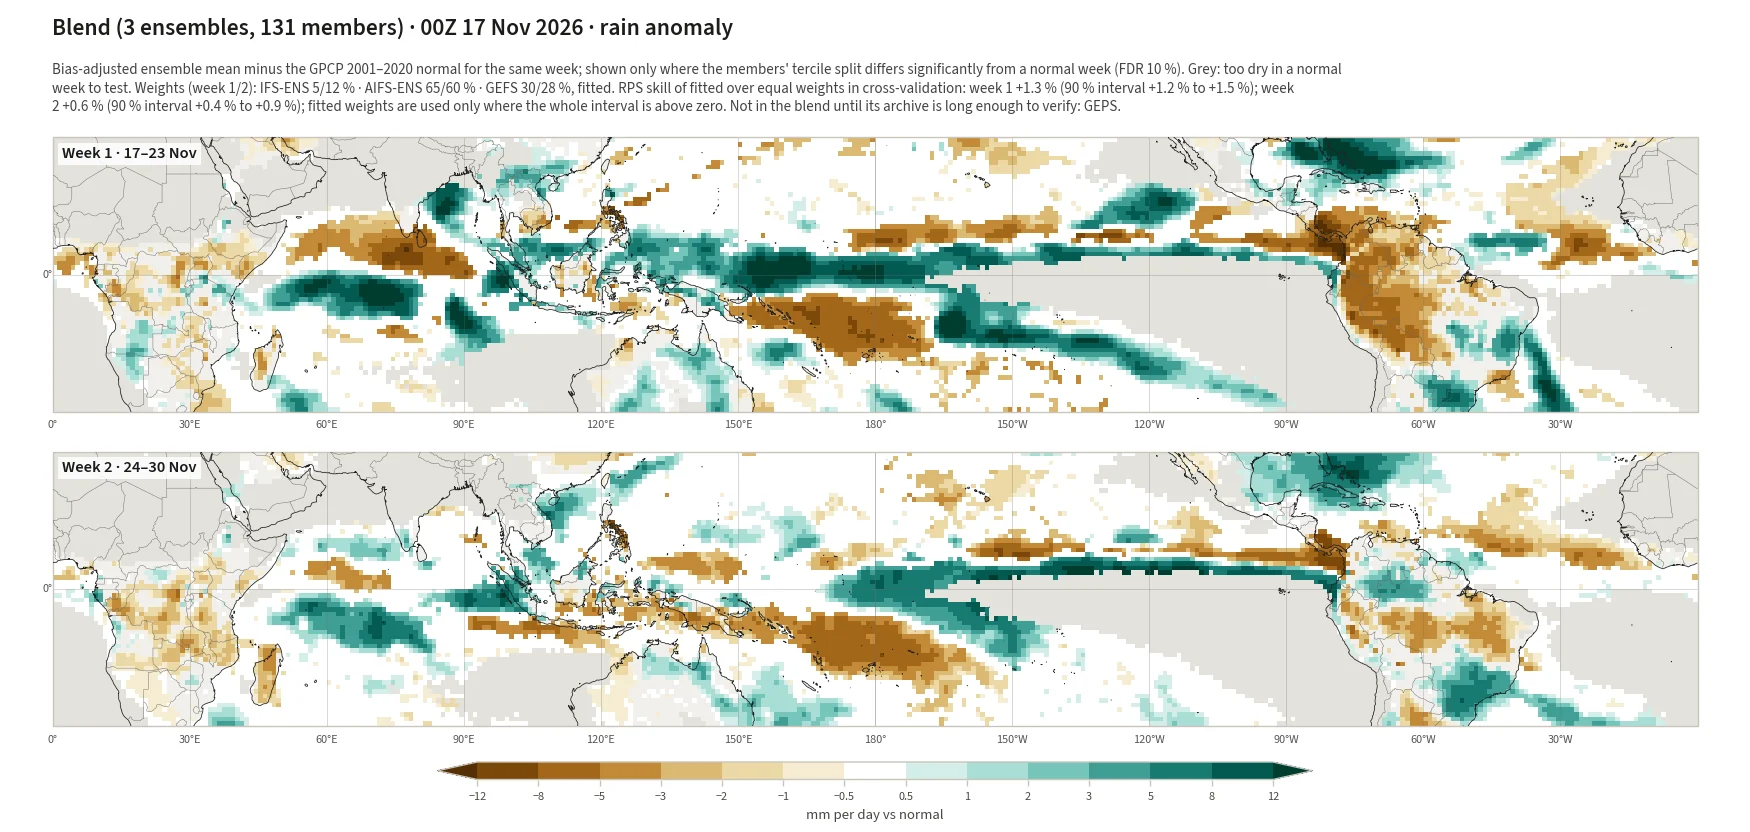 Blend (3 ensembles, 131 members) · 00Z 17 Nov 2026 · rain anomaly
Bias-adjusted ensemble mean minus the GPCP 2001–2020 normal for the same week; shown only where the members' tercile split differs significantly from a normal week (FDR 10 %). Grey: too dry in a normal
week to test. Weights (week 1/2): IFS-ENS 5/12 % · AIFS-ENS 65/60 % · GEFS 30/28 %, fitted. RPS skill of fitted over equal weights in cross-validation: week 1 +1.3 % (90 % interval +1.2 % to +1.5 %); week
2 +0.6 % (90 % interval +0.4 % to +0.9 %); fitted weights are used only where the whole interval is above zero. Not in the blend until its archive is long enough to verify: GEPS.
Week 1 · 17–23 Nov
0°
0° 30°E 60°E 90°E 120°E 150°E 180° 150°W 120°W 90°W 60°W 30°W
Week 2 · 24–30 Nov
0°
0° 30°E 60°E 90°E 120°E 150°E 180° 150°W 120°W 90°W 60°W 30°W
−12 −8 −5 −3 −2 −1 −0.5 0.5 1 2 3 5 8 12
mm per day vs normal